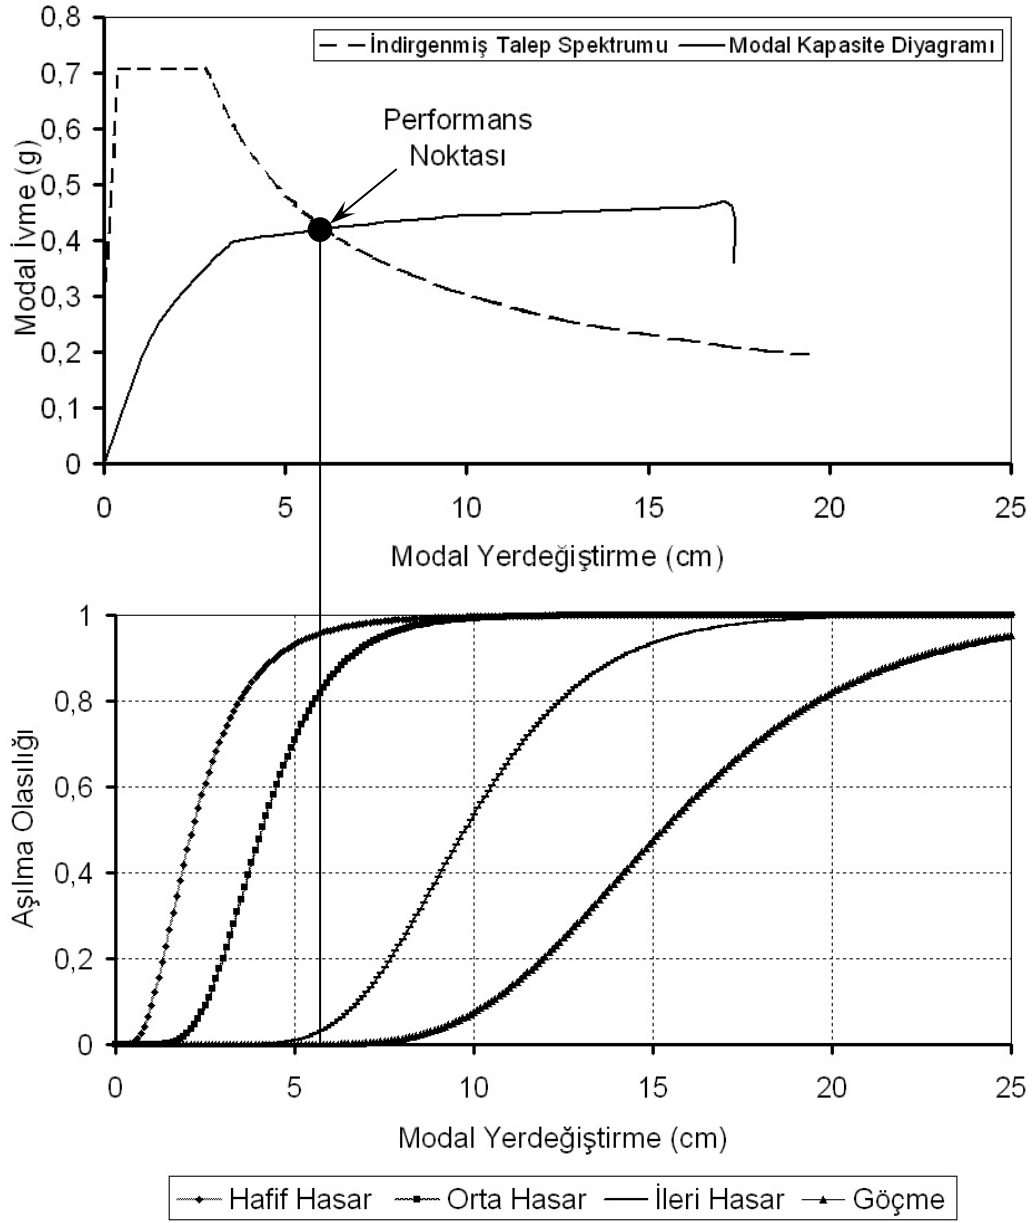 0,8
0,7
0,6
0,5
0,4
0,3
0,2
0,1
0
Modal İvme (g)
İndirgenmiş Talep Spektrumu
Modal Kapasite Diyagramı
Performans
Noktası
0 5 10 15 20 25
Modal Yerdeğiştirme (cm)
1
0,8
0,6
0,4
0,2
0
Aşılma Olasılığı
0 5 10 15 20 25
Modal Yerdeğiştirme (cm)
Hafif Hasar Orta Hasar İleri Hasar Göçme